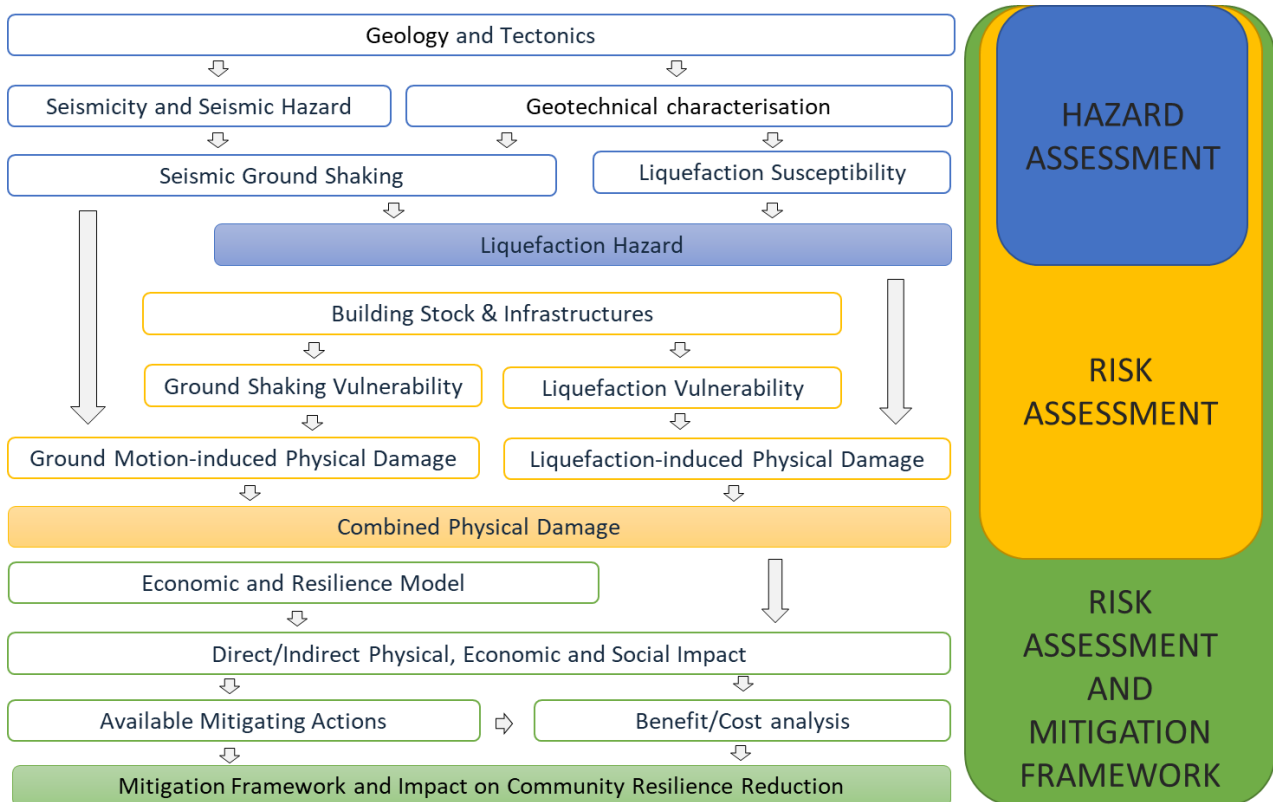 Geology and Tectonics
Seismicity and Seismic Hazard
Geotechnical characterisation
Seismic Ground Shaking
Liquefaction Susceptibility
Liquefaction Hazard
Building Stock & Infrastructures
Ground Shaking Vulnerability
Liquefaction Vulnerability
Ground Motion-induced Physical Damage
Liquefaction-induced Physical Damage
Combined Physical Damage
Economic and Resilience Model
Direct/Indirect Physical, Economic and Social Impact
Available Mitigating Actions
Benefit/Cost analysis
Mitigation Framework and Impact on Community Resilience Reduction
HAZARD
ASSESSMENT
RISK
ASSESSMENT
RISK
ASSESSMENT
AND
MITIGATION
FRAMEWORK